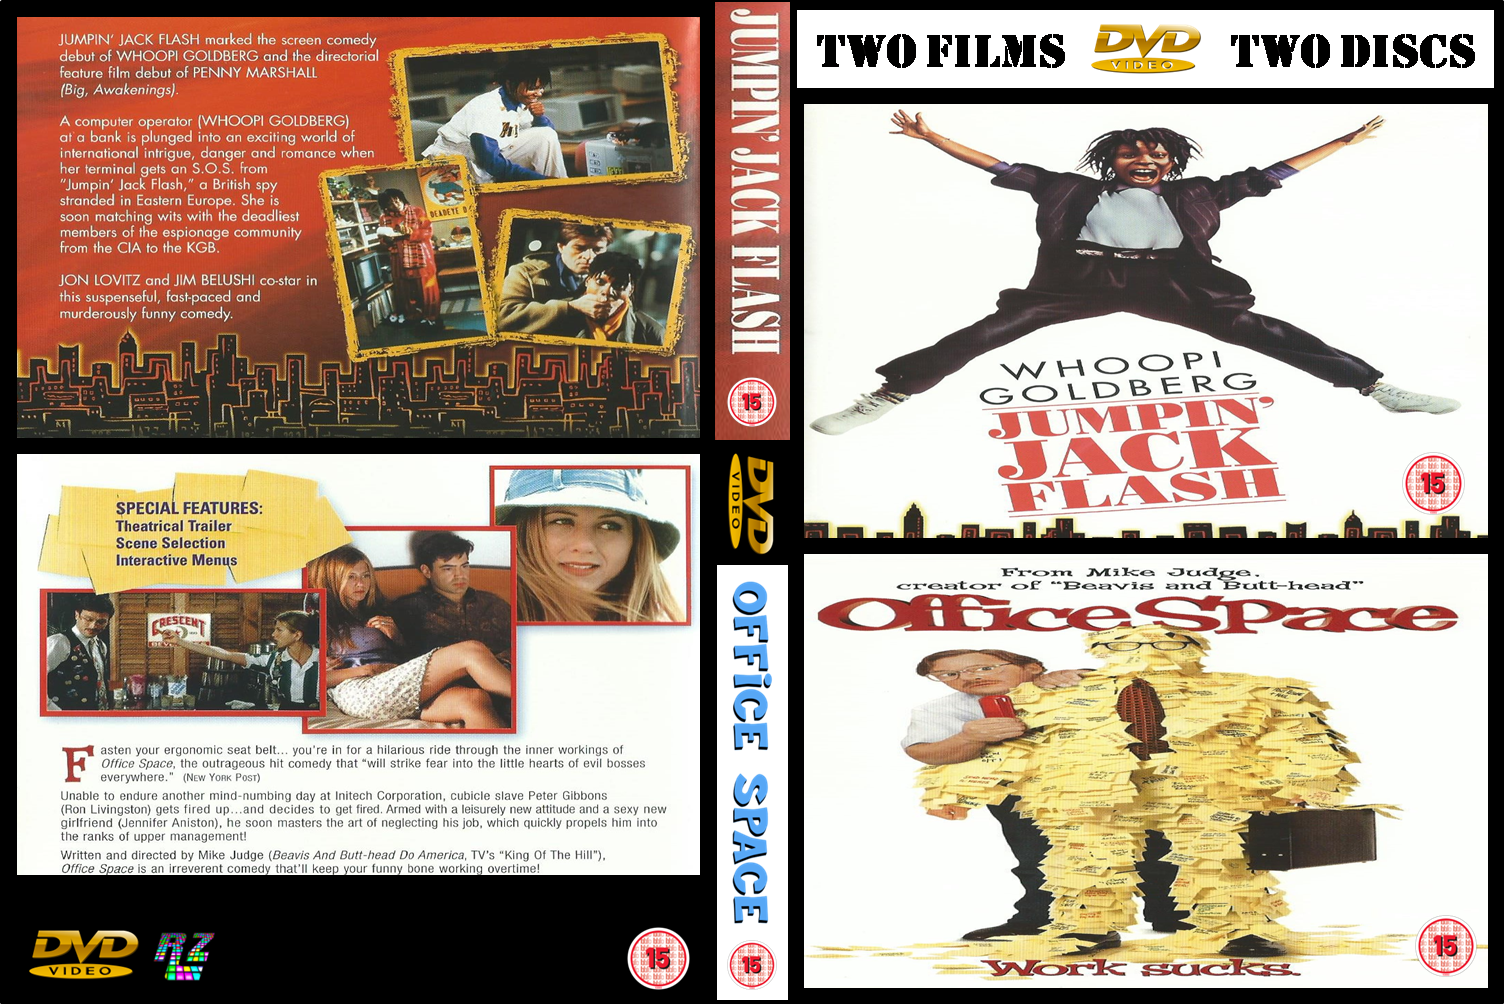 JUMPIN' JACK FLASH marked the screen comedy
debut of WHOOPI GOLDBERG and the directorial
feature film debut of PENNY MARSHALL
(Big, Awakenings).
A computer operator (WHOOPI GOLDBERG)
at a bank is plunged into an exciting world of
international intrigue, danger and romance when
her terminal gets an S.O.S. from
"Jumpin' Jack Flash," a British spy
stranded in Eastern Europe. She is
soon matching wits with the deadliest
members of the espionage community
from the CIA to the KGB.
JON LOVITZ and JIM BELUSHI co-star in
this suspenseful, fast-paced and
murderously funny comedy.
DEADEYE D
SPECIAL FEATURES:
Theatrical Trailer
Scene Selection
Interactive Menus
CRESCENT
Fasten your ergonomic seat belt... you're in for a hilarious ride through the inner workings of
Office Space, the outrageous hit comedy that "will strike fear into the little hearts of evil bosses
everywhere." (NEW YORK POST)
Unable to endure another mind-numbing day at Initech Corporation, cubicle slave Peter Gibbons
(Ron Livingston) gets fired up...and decides to get fired. Armed with a leisurely new attitude and a sexy new
girlfriend (Jennifer Aniston), he soon masters the art of neglecting his job, which quickly propels him into
the ranks of upper management!
Written and directed by Mike Judge (Beavis And Butt-head Do America, TV's "King Of The Hill"),
Office Space is an irreverent comedy that'll keep your funny bone working overtime!
DVD
VIDEO
15
JUMPIN' JACK FLASH
15
DVD
VIDEO
OFFiCE SPACE
15
TWO FILMS
DVD
VIDEO
TWO DISCS
WHOOPI
GOLDBERG
JUMPIN'
JACK
FLASH
15
From Mike Judge,
creator of "Beavis and Butt-head"
Office Space
Work sucks.
15